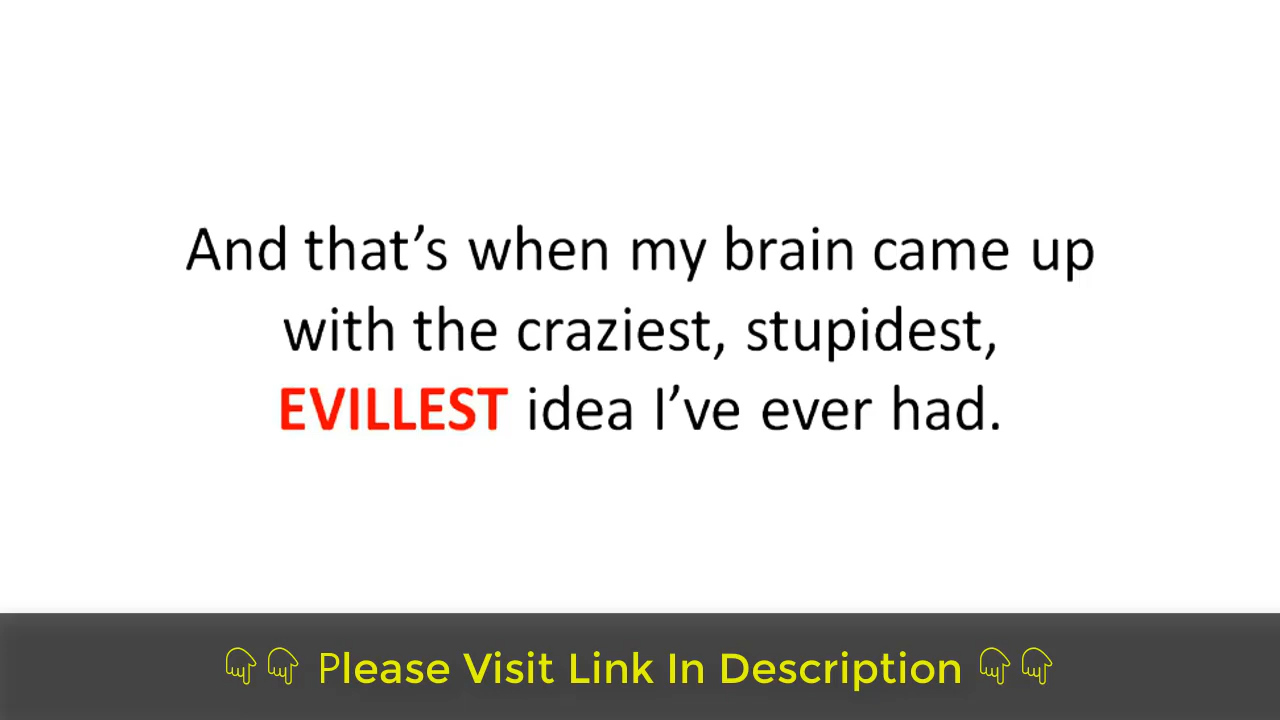 And that’s when my brain came up
with the craziest, stupidest,
EVILLEST idea I’ve ever had.
👇👇 Please Visit Link In Description 👇👇